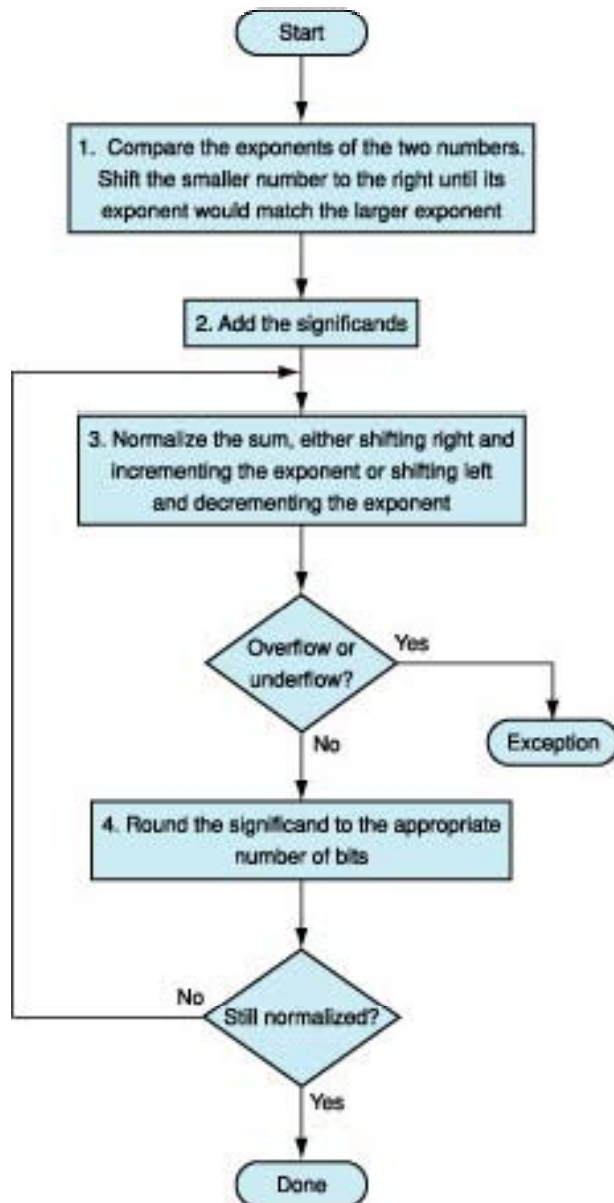 Start
1. Compare the exponents of the two numbers.
Shift the smaller number to the right until its
exponent would match the larger exponent
2. Add the significands
3. Normalize the sum, either shifting right and
incrementing the exponent or shifting left
and decrementing the exponent
Overflow or
underflow?
Yes
No
Exception
4. Round the significand to the appropriate
number of bits
No
Still normalized?
Yes
Done